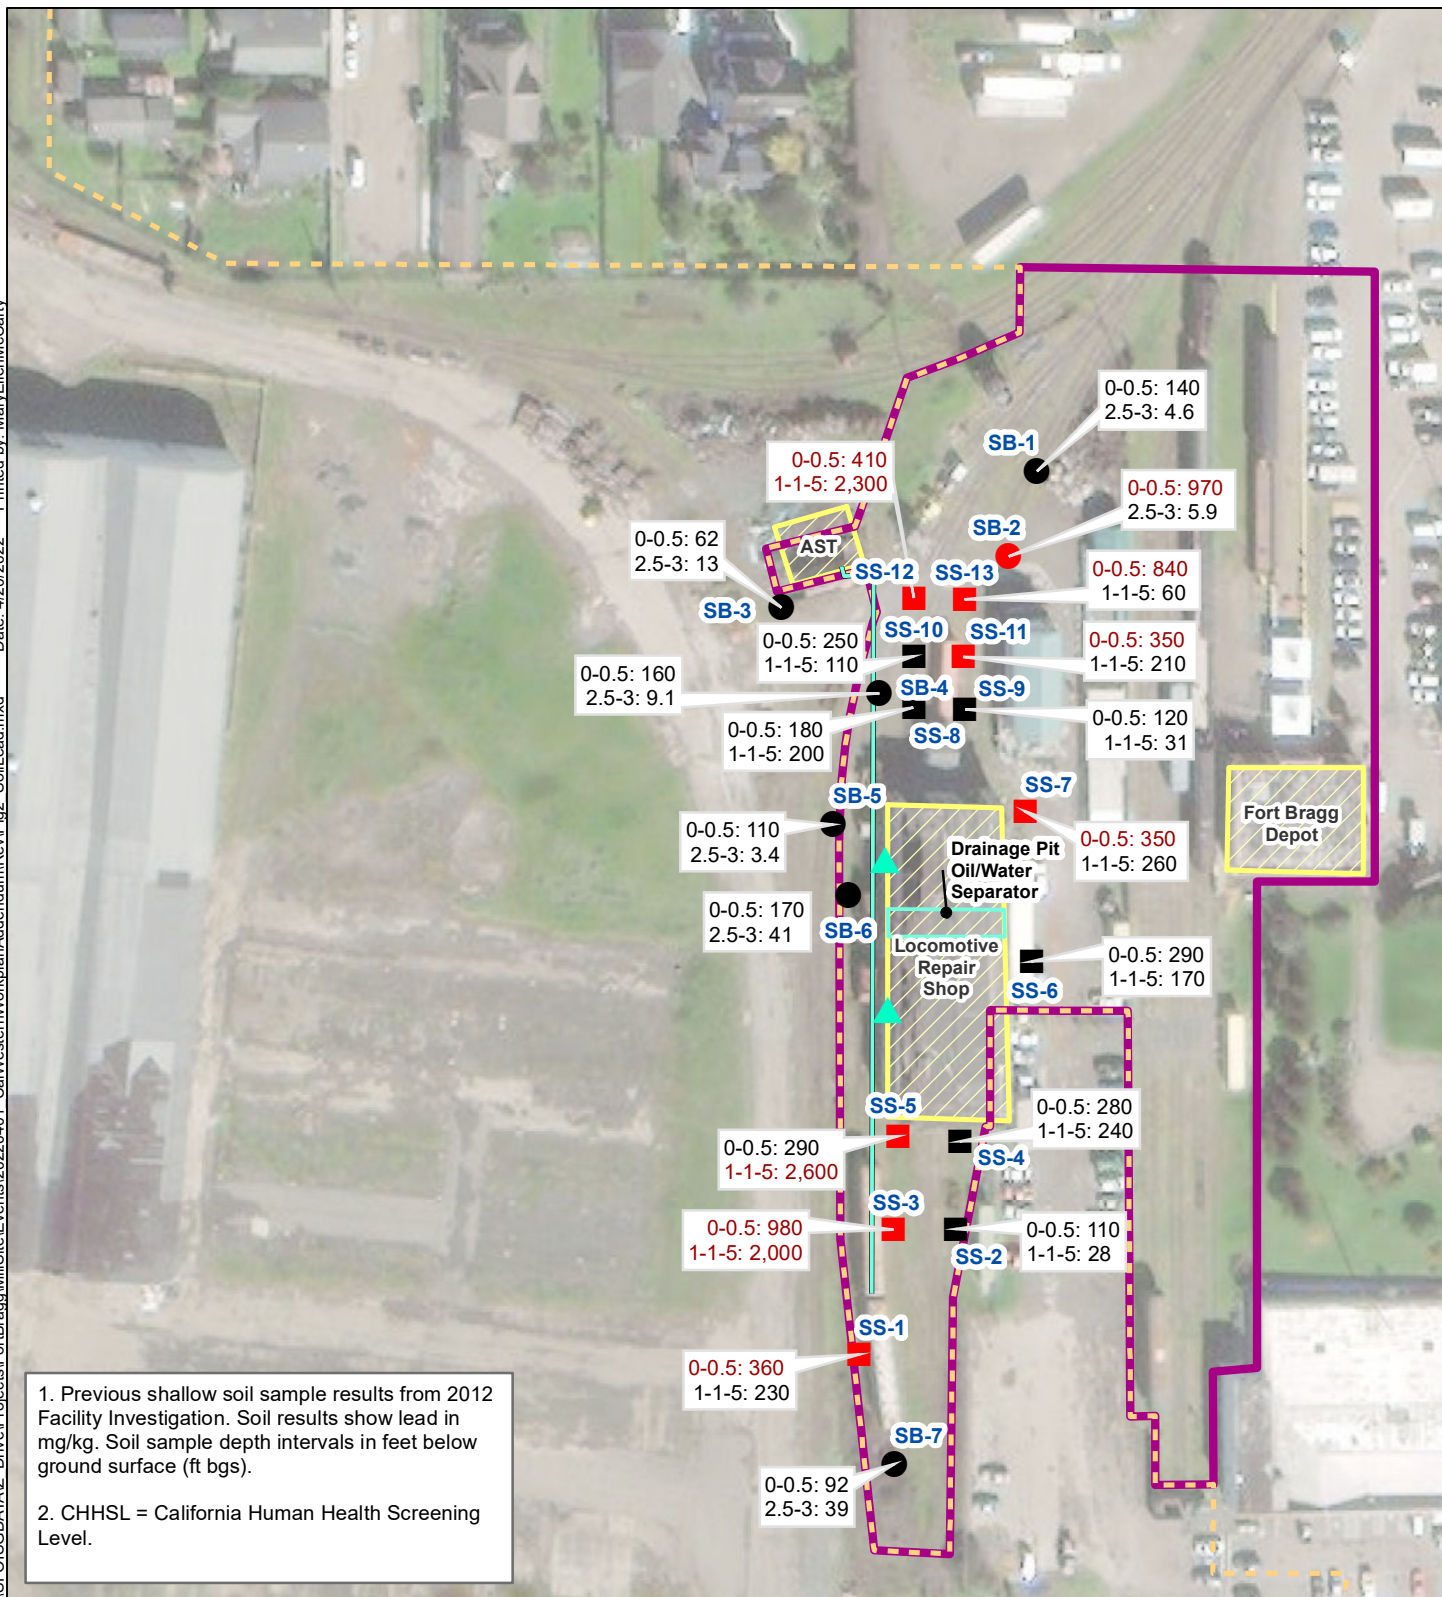 0-0.5: 140
2.5-3: 4.6
SB-1
0-0.5: 410
1-1-5: 2,300
0-0.5: 970
2.5-3: 5.9
SB-2
0-0.5: 62
2.5-3: 13
AST
SS-12
SS-13
0-0.5: 840
1-1-5: 60
SB-3
0-0.5: 250
1-1-5: 110
SS-10
SS-11
0-0.5: 350
1-1-5: 210
0-0.5: 160
2.5-3: 9.1
SB-4
SS-9
0-0.5: 180
1-1-5: 200
SS-8
0-0.5: 120
1-1-5: 31
SB-5
SS-7
0-0.5: 110
2.5-3: 3.4
0-0.5: 350
1-1-5: 260
Fort Bragg
Depot
Drainage Pit
Oil/Water
Separator
0-0.5: 170
2.5-3: 41
SB-6
Locomotive
Repair
Shop
0-0.5: 290
1-1-5: 170
SS-6
SS-5
0-0.5: 280
1-1-5: 240
0-0.5: 290
1-1-5: 2,600
SS-4
SS-3
0-0.5: 980
1-1-5: 2,000
0-0.5: 110
1-1-5: 28
SS-2
SS-1
0-0.5: 360
1-1-5: 230
SB-7
0-0.5: 92
2.5-3: 39
1. Previous shallow soil sample results from 2012
Facility Investigation. Soil results show lead in
mg/kg. Soil sample depth intervals in feet below
ground surface (ft bgs).
2. CHHSL = California Human Health Screening
Level.